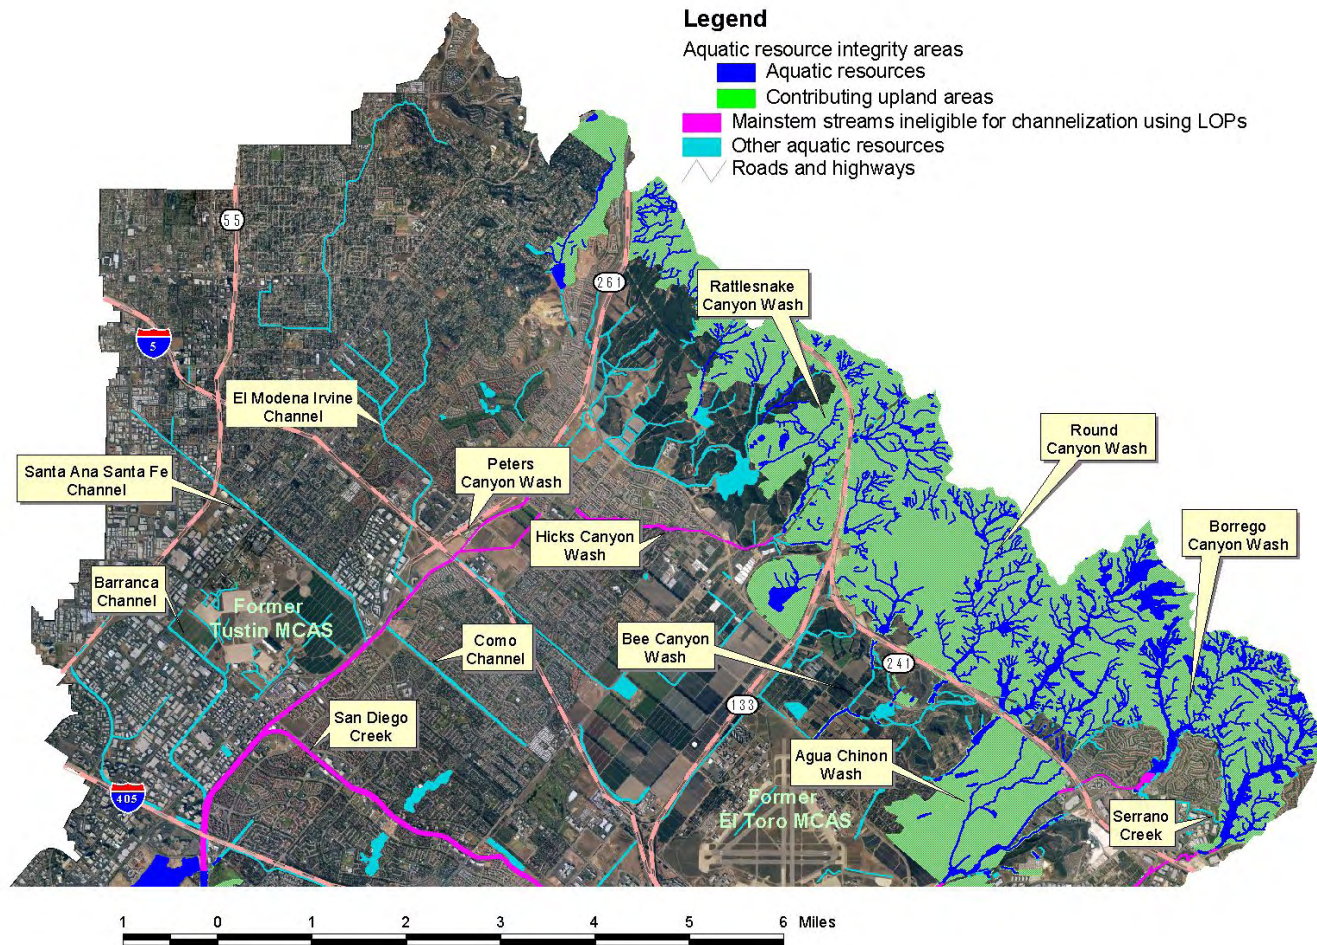 Legend
Aquatic resource integrity areas
Aquatic resources
Contributing upland areas
Mainstem streams ineligible for channelization using LOPs
Other aquatic resources
Roads and highways
55
261
Rattlesnake
Canyon Wash
5
El Modena Irvine
Channel
Round
Canyon Wash
Santa Ana Santa Fe
Channel
Peters
Canyon Wash
Borrego
Canyon Wash
Hicks Canyon
Wash
Barranca
Channel
Former
Tustin MCAS
Como
Channel
Bee Canyon
Wash
241
133
San Diego
Creek
Agua Chinon
Wash
405
Former
El Toro MCAS
Serrano
Creek
1 0 1 2 3 4 5 6 Miles